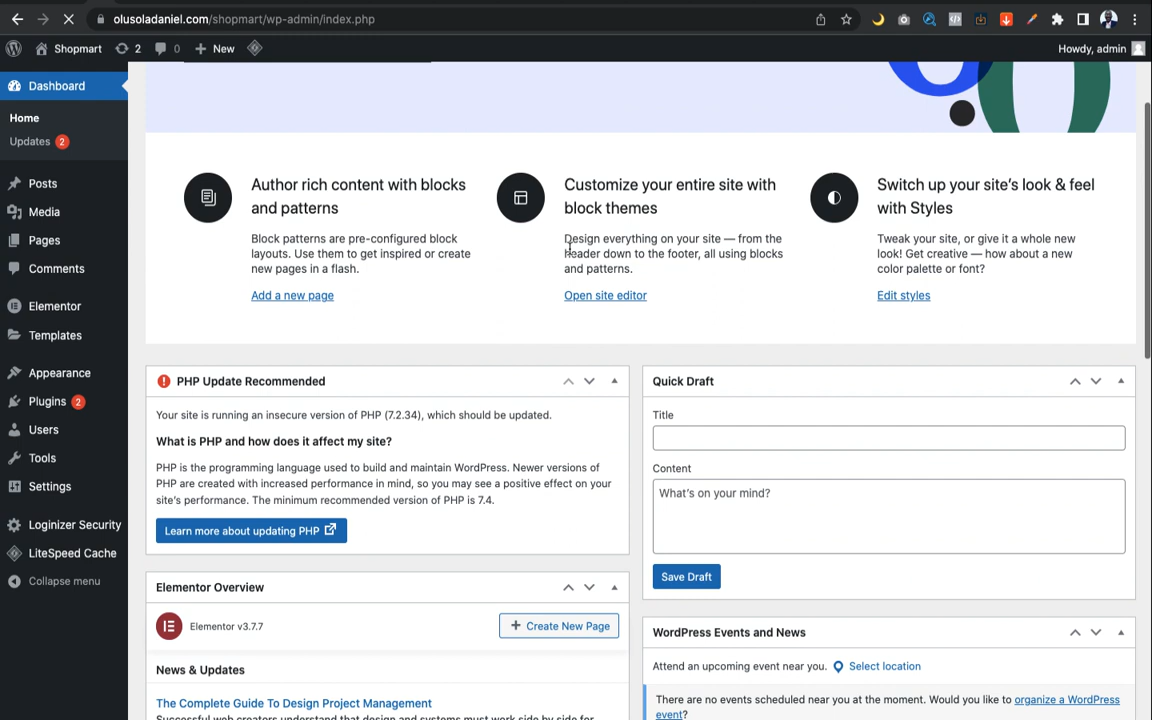 olusoladaniel.com/shopmart/wp-admin/index.php
Shopmart 2 0 New Howdy, admin
Dashboard
Home
Updates 2
Posts
Media
Pages
Comments
Elementor
Templates
Appearance
Plugins 2
Users
Tools
Settings
Loginizer Security
LiteSpeed Cache
Collapse menu
Author rich content with blocks
and patterns
Block patterns are pre-configured block
layouts. Use them to get inspired or create
new pages in a flash.
Add a new page
Customize your entire site with
block themes
Design everything on your site — from the
header down to the footer, all using blocks
and patterns.
Open site editor
Switch up your site's look & feel
with Styles
Tweak your site, or give it a whole new
look! Get creative — how about a new
color palette or font?
Edit styles
PHP Update Recommended
Your site is running an insecure version of PHP (7.2.34), which should be updated.
What is PHP and how does it affect my site?
PHP is the programming language used to build and maintain WordPress. Newer versions of
PHP are created with increased performance in mind, so you may see a positive effect on your
site's performance. The minimum recommended version of PHP is 7.4.
Learn more about updating PHP
Elementor Overview
Elementor v3.7.7
+ Create New Page
News & Updates
The Complete Guide To Design Project Management
Successful web creators understand that design and systems must work side by side for
Quick Draft
Title
Content
What's on your mind?
Save Draft
WordPress Events and News
Attend an upcoming event near you. Select location
There are no events scheduled near you at the moment. Would you like to organize a WordPress
event?